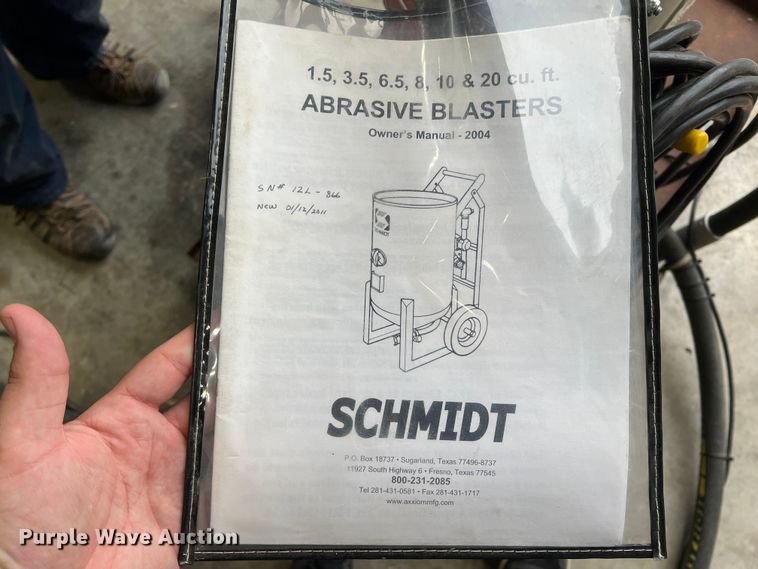 1.5, 3.5, 6.5, 8, 10 & 20 cu. ft.
ABRASIVE BLASTERS
Owner's Manual - 2004
SN# 12L - 866
NEW 01/12/2011
SCHMIDT
P.O. Box 18737 • Sugarland, Texas 77496-8737
11927 South Highway 6 • Fresno, Texas 77545
800-231-2085
Tel 281-431-0581 • Fax 281-431-1717
www.axxiommfg.com
Purple Wave Auction